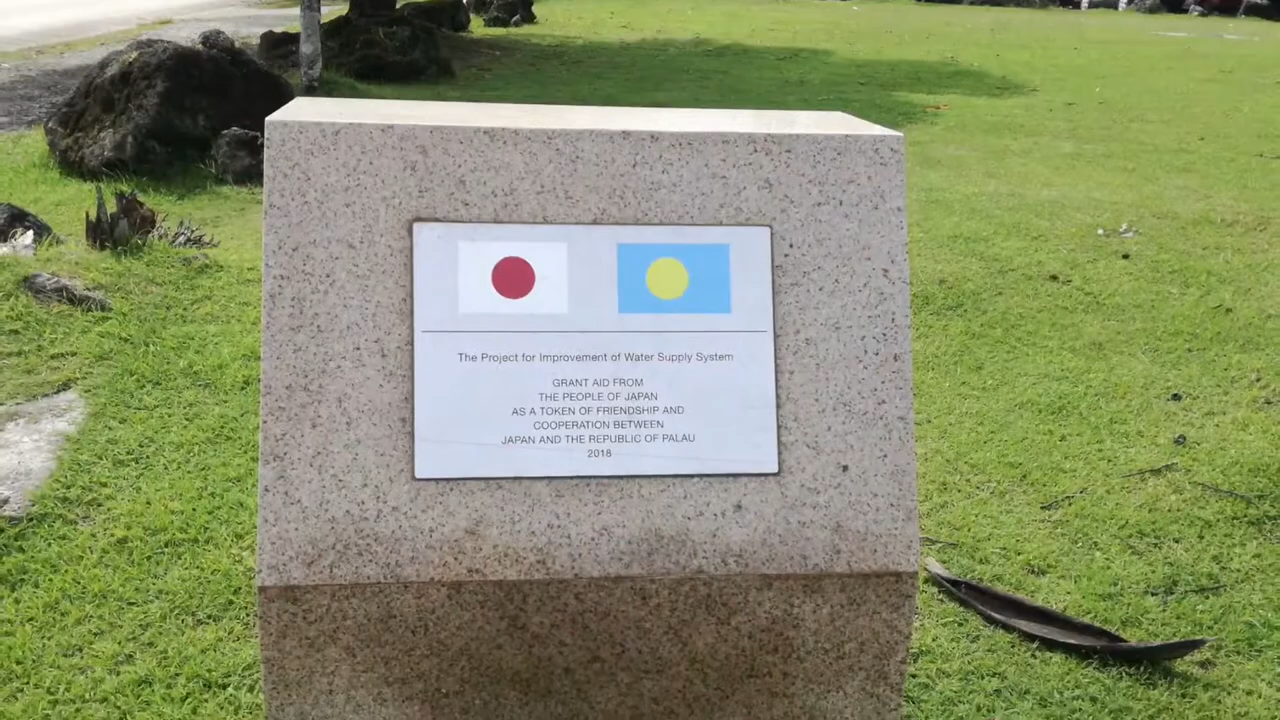 The Project for Improvement of Water Supply System
GRANT AID FROM
THE PEOPLE OF JAPAN
AS A TOKEN OF FRIENDSHIP AND
COOPERATION BETWEEN
JAPAN AND THE REPUBLIC OF PALAU
2018